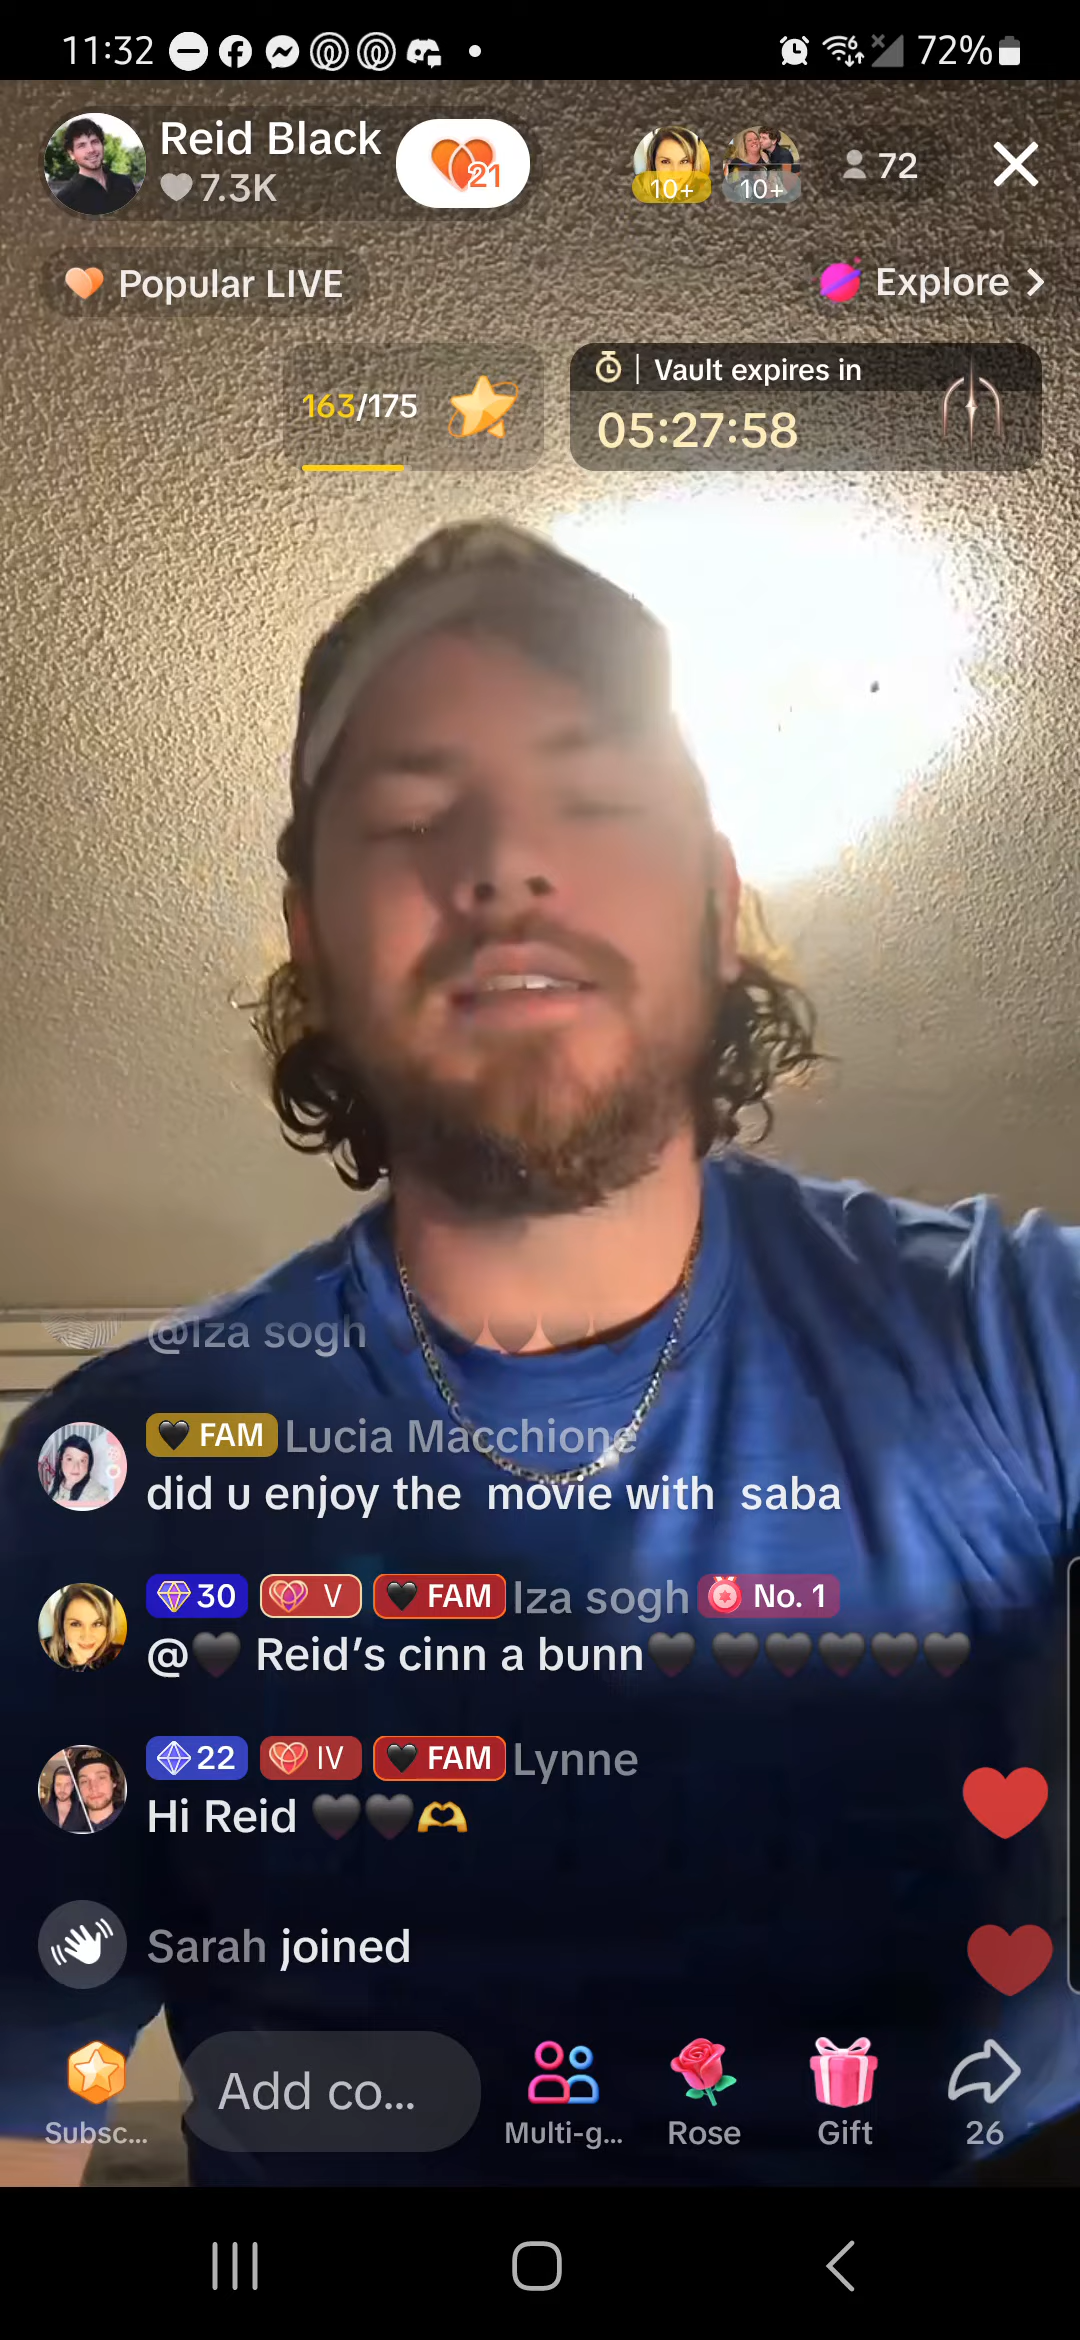 11:32
72%
Reid Black
7.3K
21
10+
10+
72
Popular LIVE
Explore
163/175
Vault expires in
05:27:58
@Iza sogh
🖤 FAM Lucia Macchione
did u enjoy the movie with saba
30 V 🖤 FAM Iza sogh No. 1
@🖤 Reid’s cinn a bunn🖤 🖤🖤🖤🖤🖤
22 IV 🖤 FAM Lynne
Hi Reid 🖤🖤🫶
Sarah joined
Add co...
Subsc...
Multi-g...
Rose
Gift
26